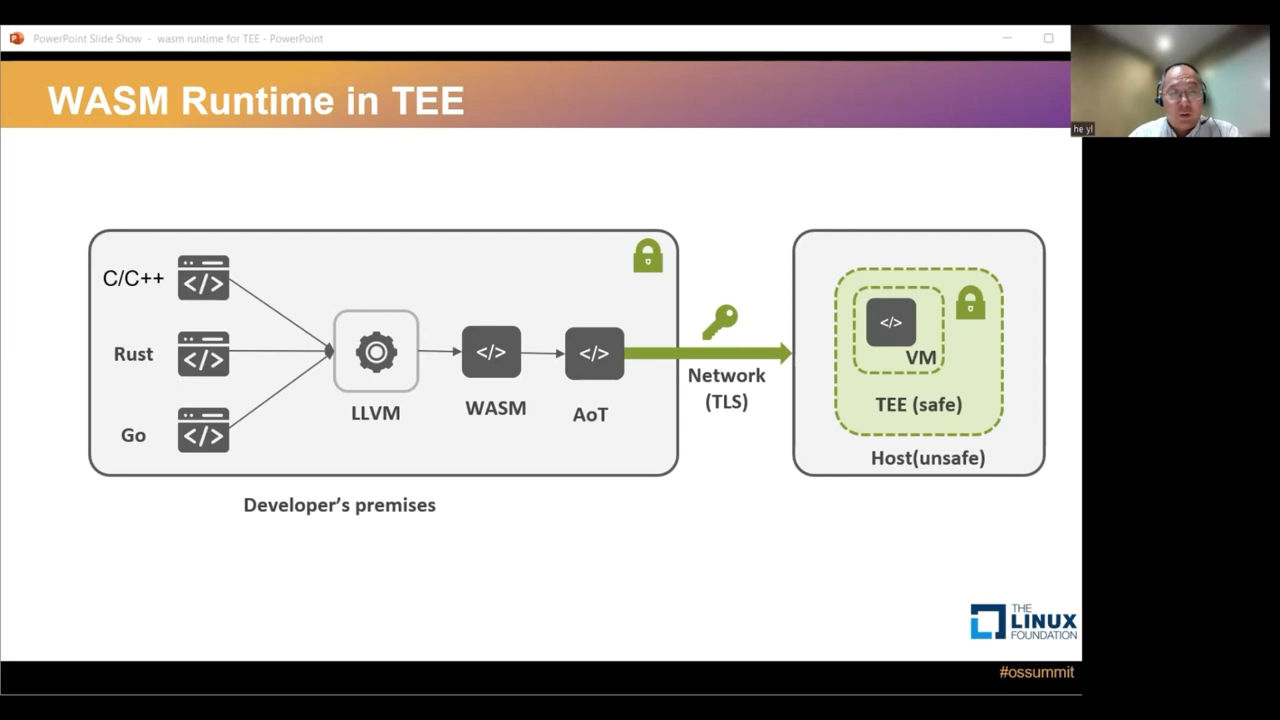 PowerPoint Slide Show - wasm runtime for TEE - PowerPoint
WASM Runtime in TEE
he yl
C/C++
</>
Rust
</>
Go
</>
LLVM
</>
WASM
</>
AoT
Developer's premises
Network
(TLS)
</>
VM
TEE (safe)
Host(unsafe)
THE
LINUX
FOUNDATION
#ossummit